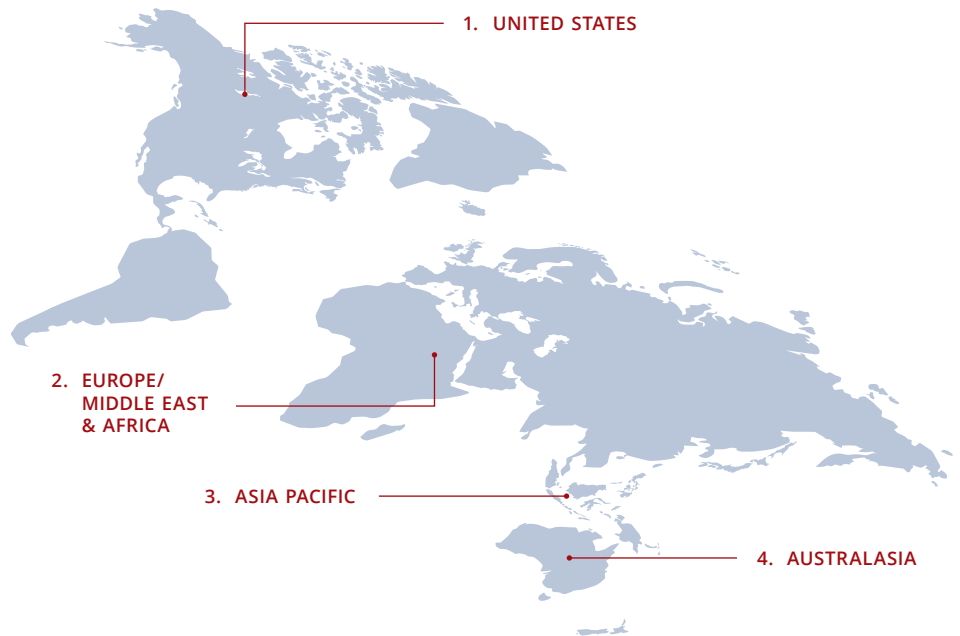 1. UNITED STATES
2. EUROPE/
MIDDLE EAST
& AFRICA
3. ASIA PACIFIC
4. AUSTRALASIA